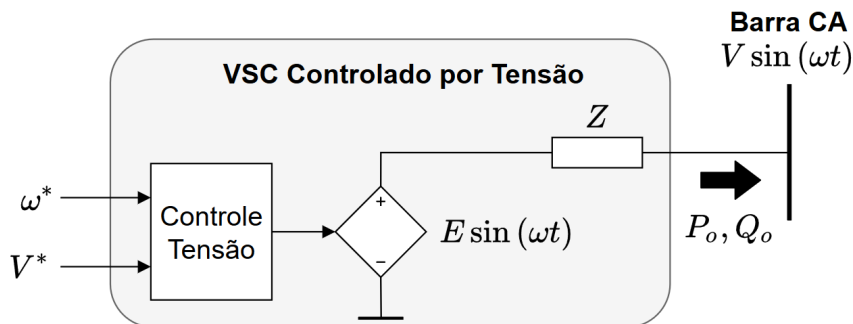 Barra CA
V sin (ωt)
VSC Controlado por Tensão
Z
ω*
V*
Controle
Tensão
+
−
E sin (ωt)
P_o, Q_o